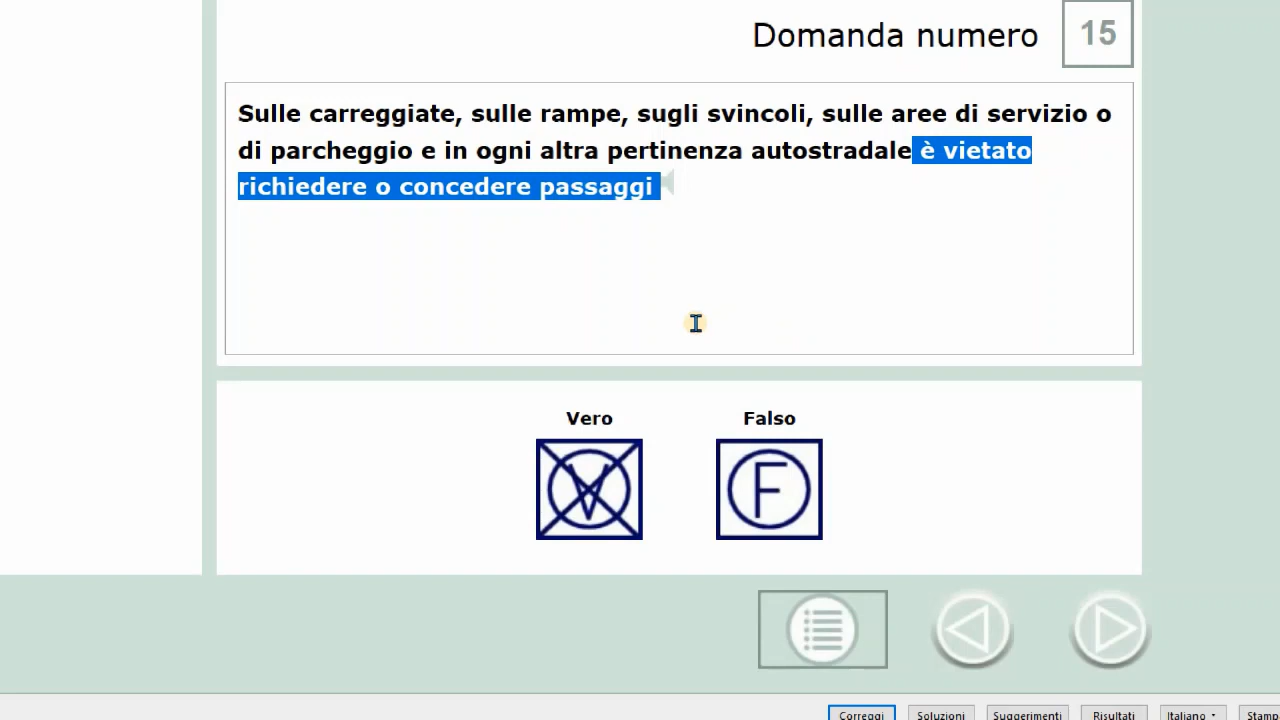 Domanda numero 15
Sulle carreggiate, sulle rampe, sugli svincoli, sulle aree di servizio o
di parcheggio e in ogni altra pertinenza autostradale è vietato
richiedere o concedere passaggi
Vero Falso
V F
Correggi Soluzioni Suggerimenti Risultati Italiano Stamp